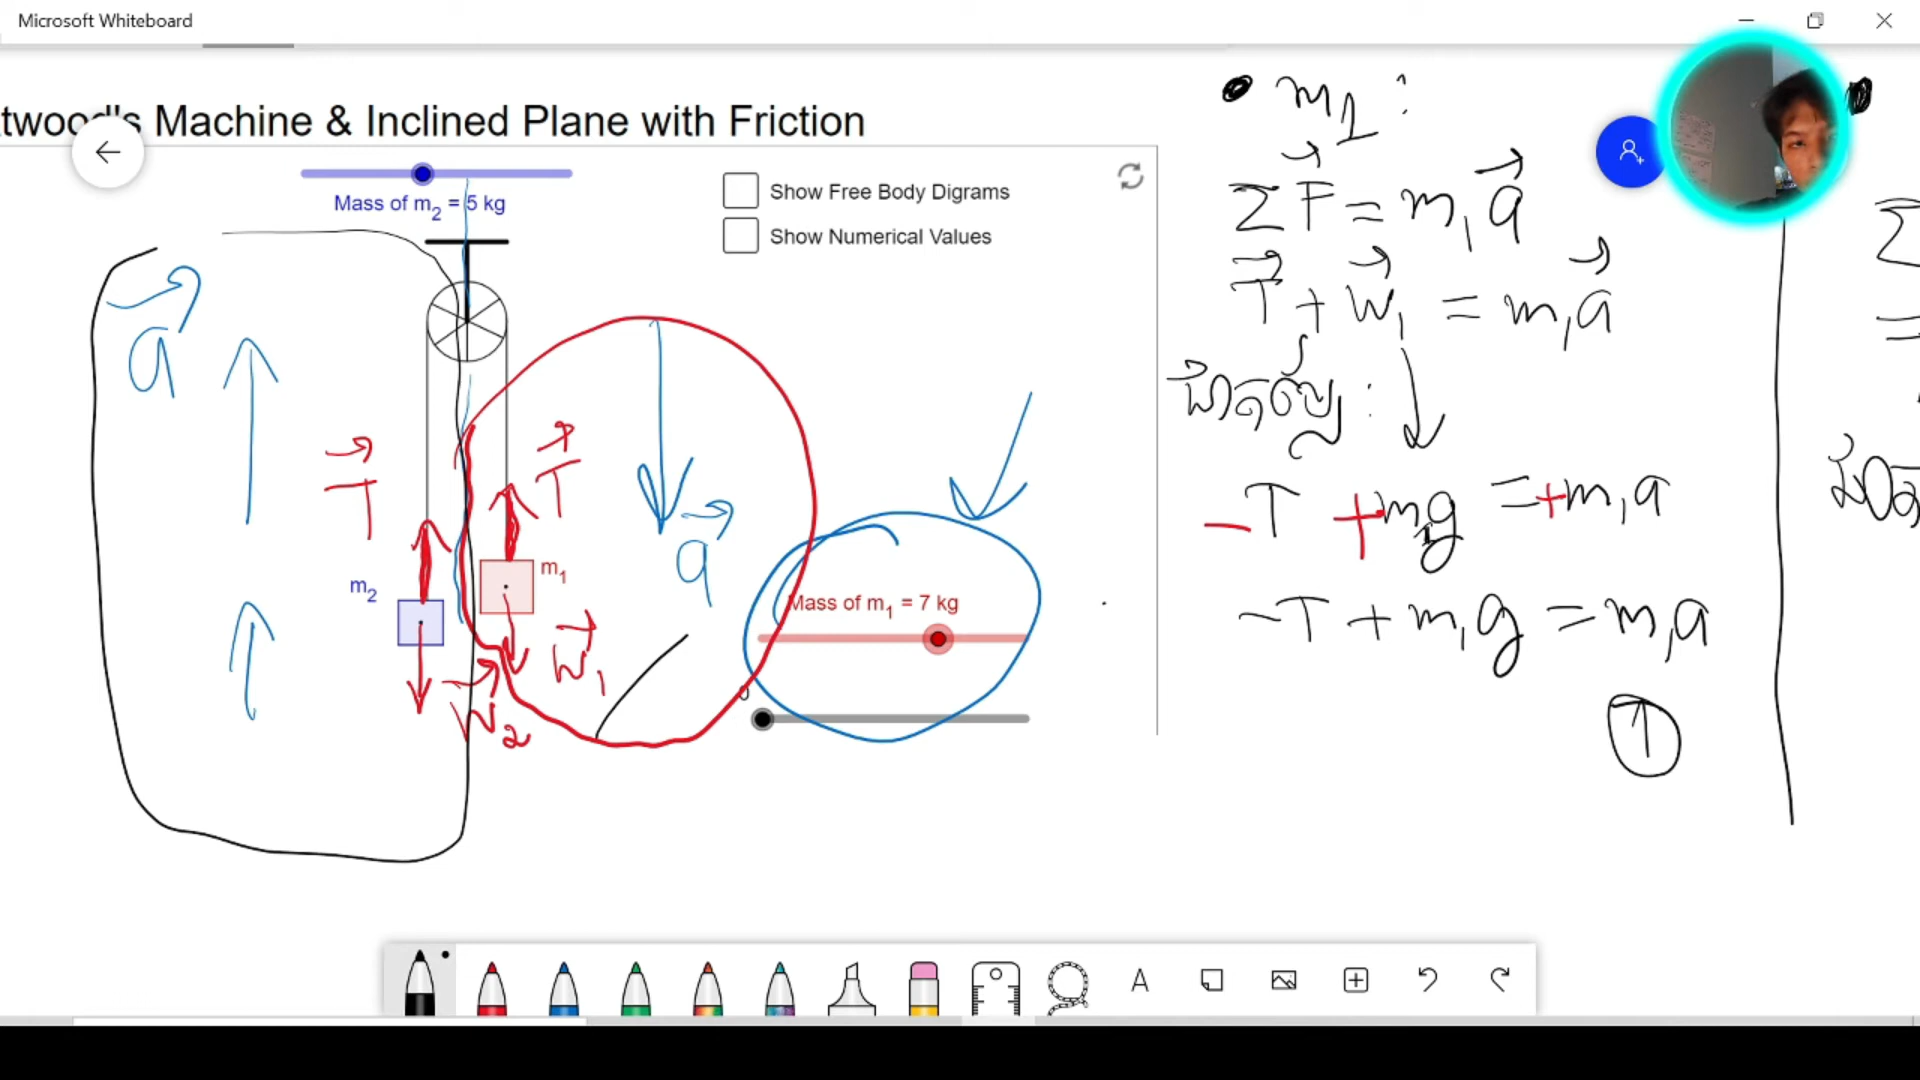 Microsoft Whiteboard
twood's Machine & Inclined Plane with Friction
Mass of m2 = 5 kg
Show Free Body Digrams
Show Numerical Values
a
T
T
a
m2
m1
W1
W2
Mass of m1 = 7 kg
0
• m1 :
ΣF = m1a
T + W1 = m1a
-T + mg = +m1a
-T + m1g = m1a
Σ
=
A